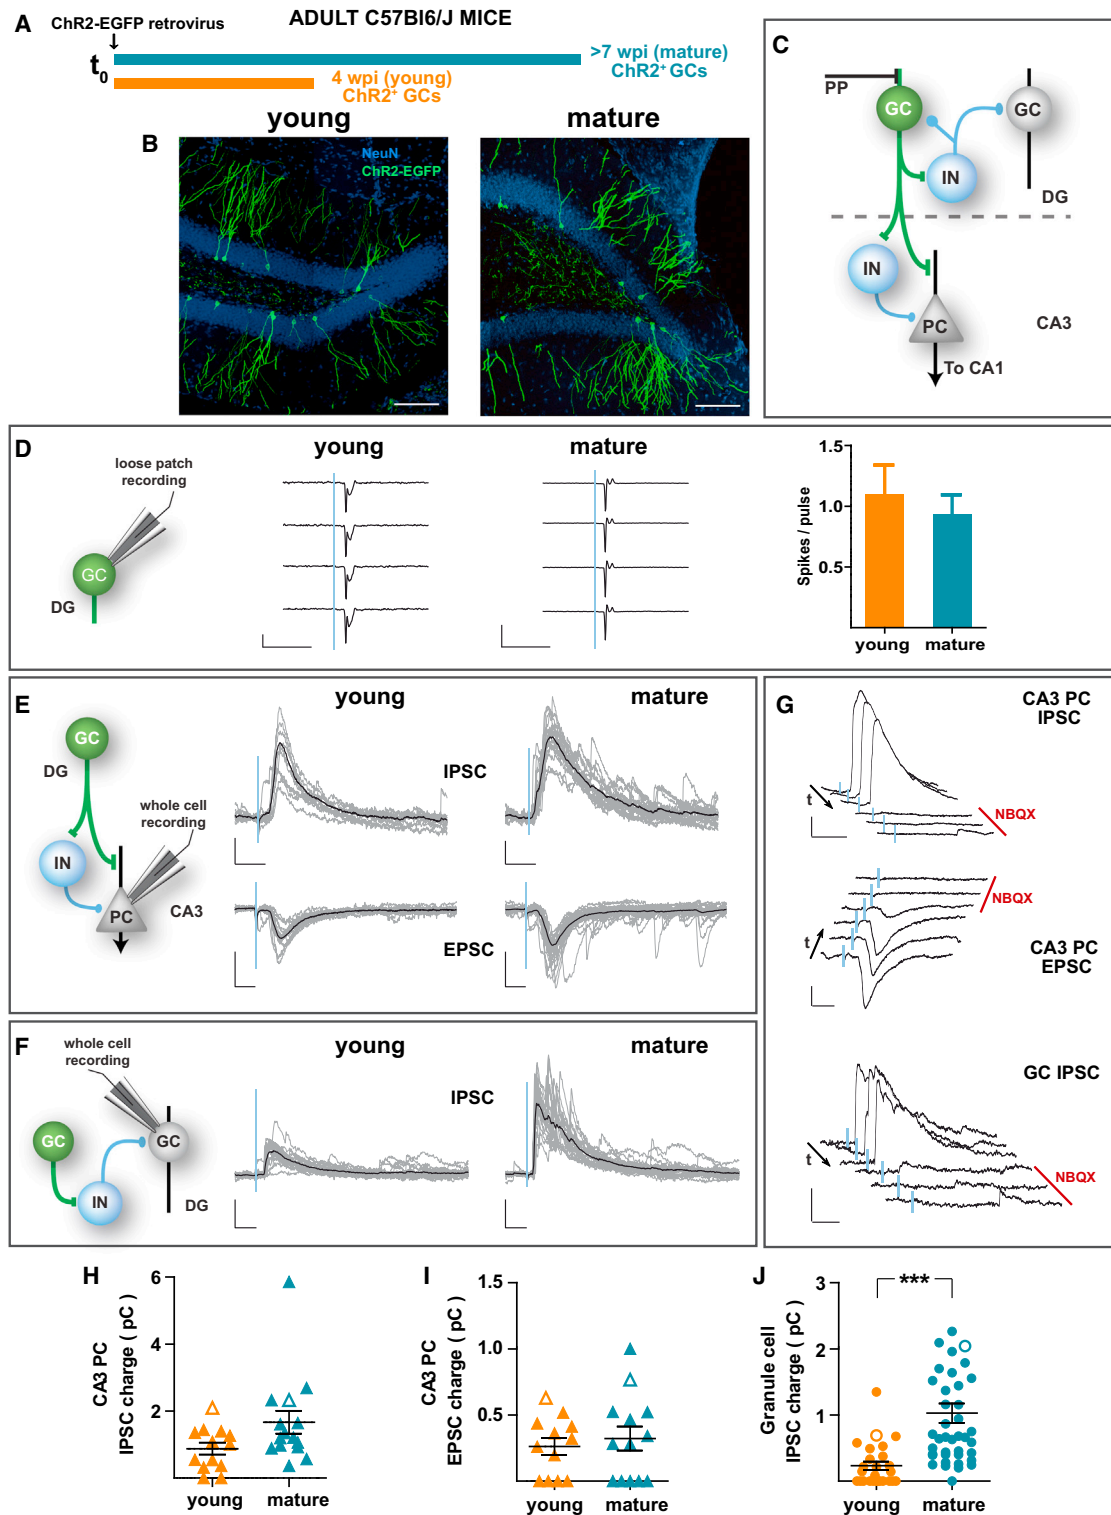 A
ADULT C57Bl6/J MICE
ChR2-EGFP retrovirus
t0
>7 wpi (mature)
ChR2+ GCs
4 wpi (young)
ChR2+ GCs
B
young
mature
NeuN
ChR2-EGFP
C
PP
GC
GC
IN
DG
IN
PC
CA3
To CA1
D
loose patch
recording
GC
DG
young
mature
Spikes / pulse
1.5
1.0
0.5
young
mature
E
GC
DG
whole cell
recording
IN
PC
CA3
young
mature
IPSC
EPSC
F
whole cell
recording
GC
GC
IN
DG
young
mature
IPSC
G
CA3 PC
IPSC
t
NBQX
NBQX
t
CA3 PC
EPSC
GC IPSC
t
NBQX
H
CA3 PC
IPSC charge ( pC )
6
4
2
young
mature
I
CA3 PC
EPSC charge ( pC )
1.5
1.0
0.5
young
mature
J
Granule cell
IPSC charge ( pC )
3
2
1
***
young
mature